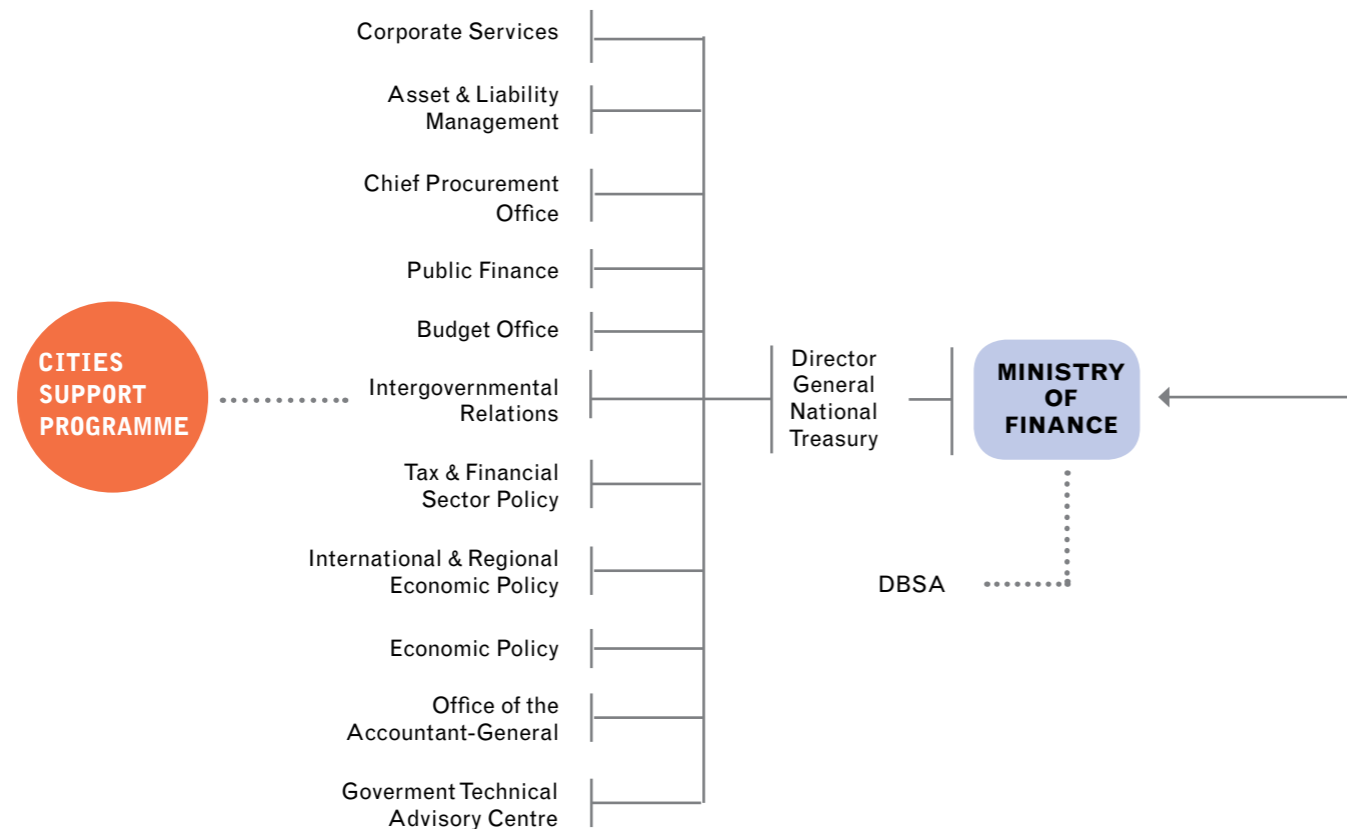 Corporate Services
Asset & Liability
Management
Chief Procurement
Office
Public Finance
Budget Office
Intergovernmental
Relations
Tax & Financial
Sector Policy
International & Regional
Economic Policy
Economic Policy
Office of the
Accountant-General
Goverment Technical
Advisory Centre
CITIES
SUPPORT
PROGRAMME
Director
General
National
Treasury
MINISTRY
OF
FINANCE
DBSA